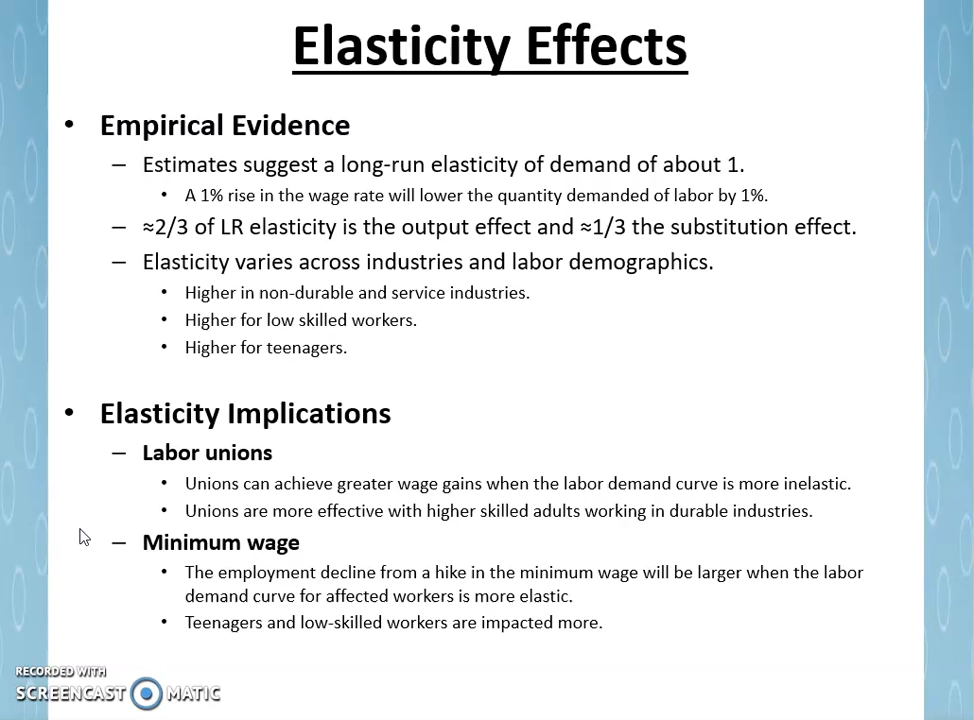 Elasticity Effects
• Empirical Evidence
– Estimates suggest a long-run elasticity of demand of about 1.
• A 1% rise in the wage rate will lower the quantity demanded of labor by 1%.
– ≈2/3 of LR elasticity is the output effect and ≈1/3 the substitution effect.
– Elasticity varies across industries and labor demographics.
• Higher in non-durable and service industries.
• Higher for low skilled workers.
• Higher for teenagers.
• Elasticity Implications
– Labor unions
• Unions can achieve greater wage gains when the labor demand curve is more inelastic.
• Unions are more effective with higher skilled adults working in durable industries.
– Minimum wage
• The employment decline from a hike in the minimum wage will be larger when the labor
demand curve for affected workers is more elastic.
• Teenagers and low-skilled workers are impacted more.
RECORDED WITH
SCREENCAST MATIC